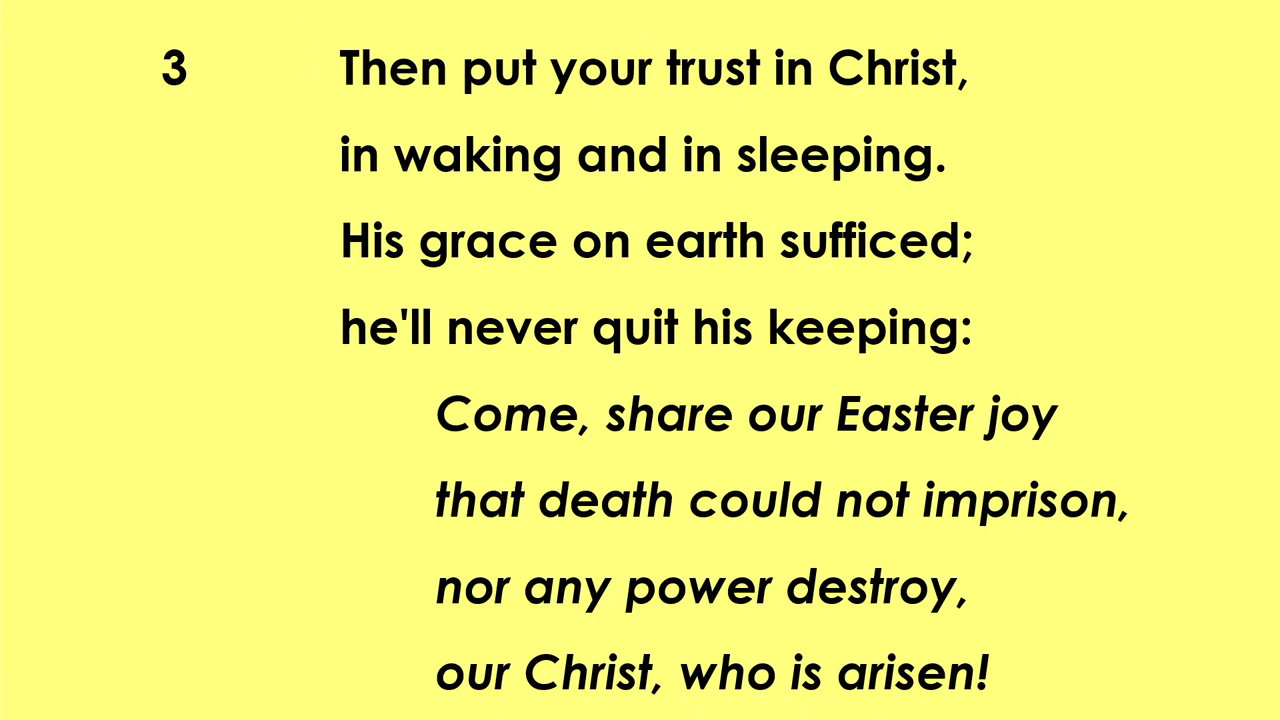 3 Then put your trust in Christ,
in waking and in sleeping.
His grace on earth sufficed;
he'll never quit his keeping:
Come, share our Easter joy
that death could not imprison,
nor any power destroy,
our Christ, who is arisen!